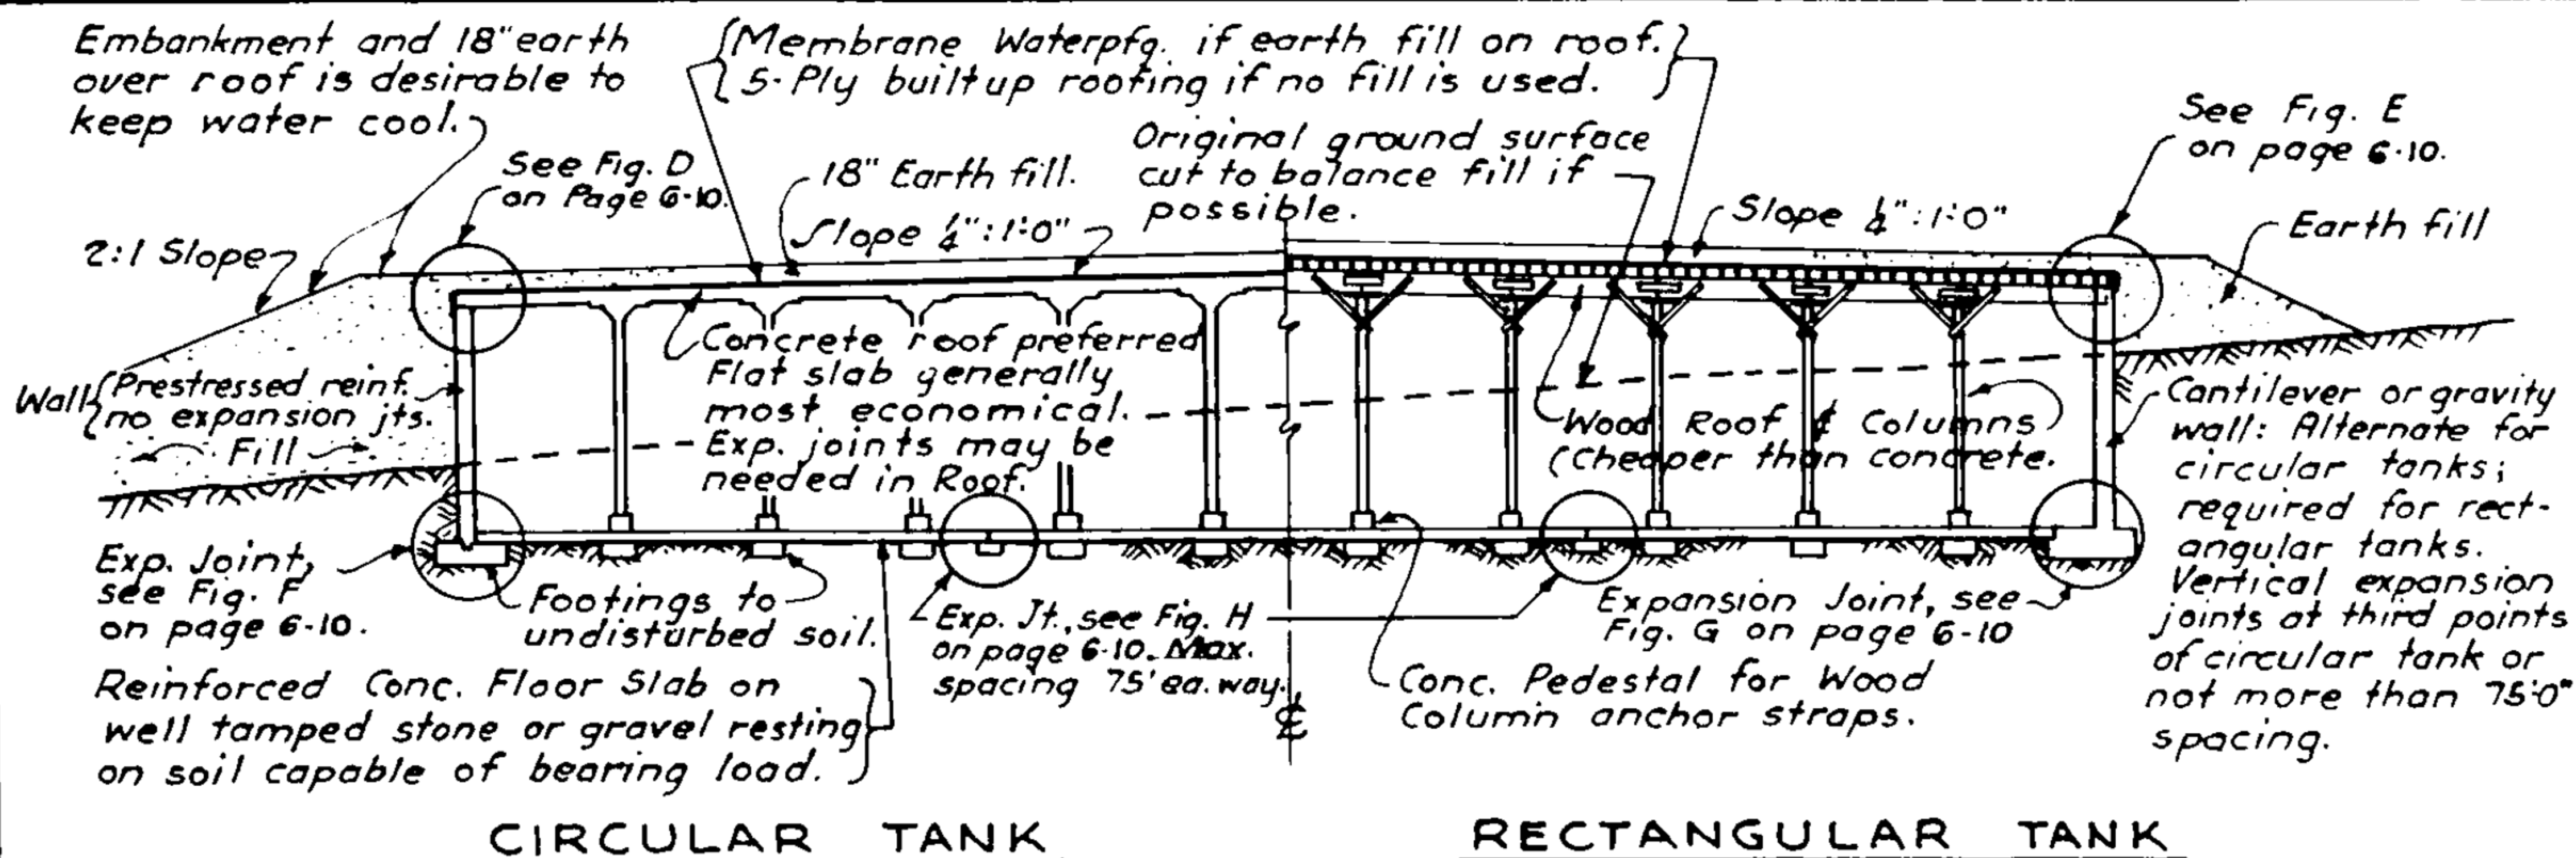 Embankment and 18" earth
over roof is desirable to
keep water cool.
Membrane Waterpfg. if earth fill on roof.
5-Ply built up roofing if no fill is used.
See Fig. D
on Page 6-10.
18" Earth fill.
Slope 1/4":1'-0"
Original ground surface
cut to balance fill if
possible.
Slope 1/4":1'-0"
See Fig. E
on page 6-10.
Earth fill
2:1 Slope
Wall
Prestressed reinf.
no expansion jts.
Fill
Concrete roof preferred
Flat slab generally
most economical.
Exp. joints may be
needed in Roof.
Wood Roof & Columns
Cheaper than concrete.
Cantilever or gravity
wall: Alternate for
circular tanks;
required for rect-
angular tanks.
Vertical expansion
joints at third points
of circular tank or
not more than 75'-0"
spacing.
Exp. Joint,
see Fig. F
on page 6-10.
Footings to
undisturbed soil.
Exp. Jt., see Fig. H
on page 6-10. Max.
spacing 75' ea. way.
Expansion Joint, see
Fig. G on page 6-10
Reinforced Conc. Floor Slab on
well tamped stone or gravel resting
on soil capable of bearing load.
Conc. Pedestal for Wood
Column anchor straps.
℄
CIRCULAR TANK
RECTANGULAR TANK